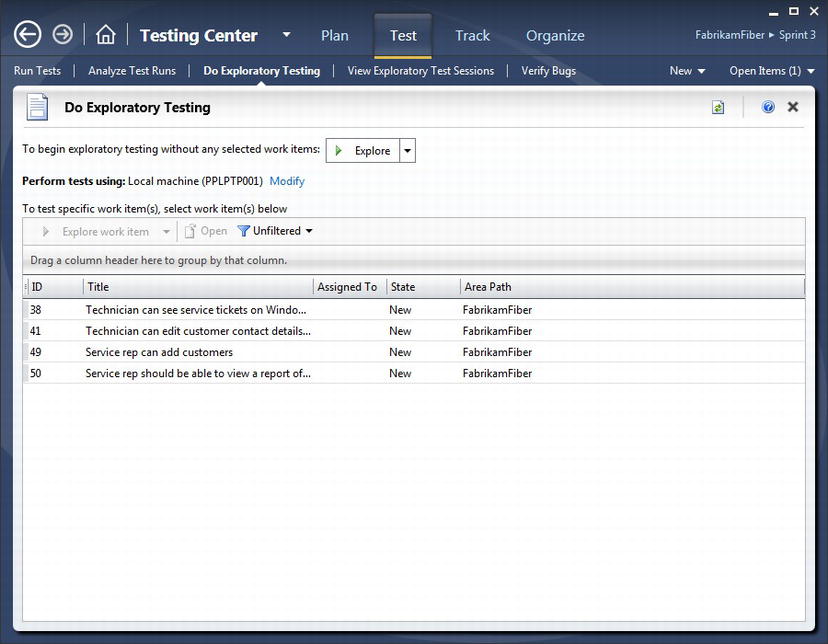 Testing Center Plan Test Track Organize FabrikamFiber ▸ Sprint 3
Run Tests Analyze Test Runs Do Exploratory Testing View Exploratory Test Sessions Verify Bugs New Open Items (1)
Do Exploratory Testing
To begin exploratory testing without any selected work items: Explore
Perform tests using: Local machine (PPLPTP001) Modify
To test specific work item(s), select work item(s) below
Explore work item Open Unfiltered
Drag a column header here to group by that column.
ID Title Assigned To State Area Path
38 Technician can see service tickets on Windo... New FabrikamFiber
41 Technician can edit customer contact details... New FabrikamFiber
49 Service rep can add customers New FabrikamFiber
50 Service rep should be able to view a report of... New FabrikamFiber